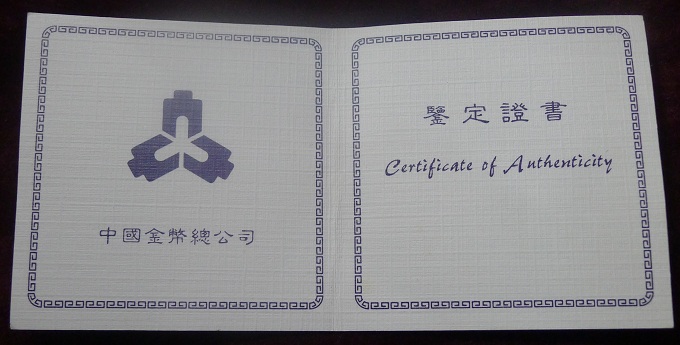 中國金幣總公司
鑒定證書
Certificate of Authenticity